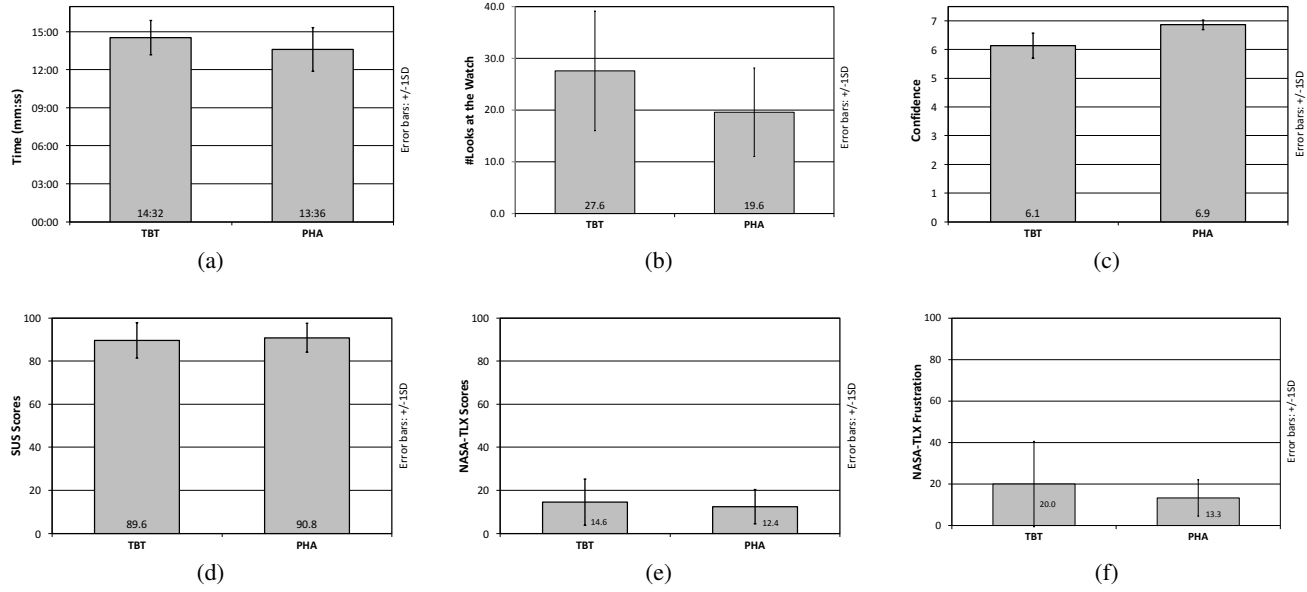 15:00
12:00
09:00
06:00
03:00
00:00
Time (mm:ss)
14:32
13:36
TBT
PHA
Error bars: +/-1SD
(a)
40.0
30.0
20.0
10.0
0.0
#Looks at the Watch
27.6
19.6
TBT
PHA
Error bars: +/-1SD
(b)
7
6
5
4
3
2
1
0
Confidence
6.1
6.9
TBT
PHA
Error bars: +/-1SD
(c)
100
80
60
40
20
0
SUS Scores
89.6
90.8
TBT
PHA
Error bars: +/-1SD
(d)
100
80
60
40
20
0
NASA-TLX Scores
14.6
12.4
TBT
PHA
Error bars: +/-1SD
(e)
100
80
60
40
20
0
NASA-TLX Frustration
20.0
13.3
TBT
PHA
Error bars: +/-1SD
(f)